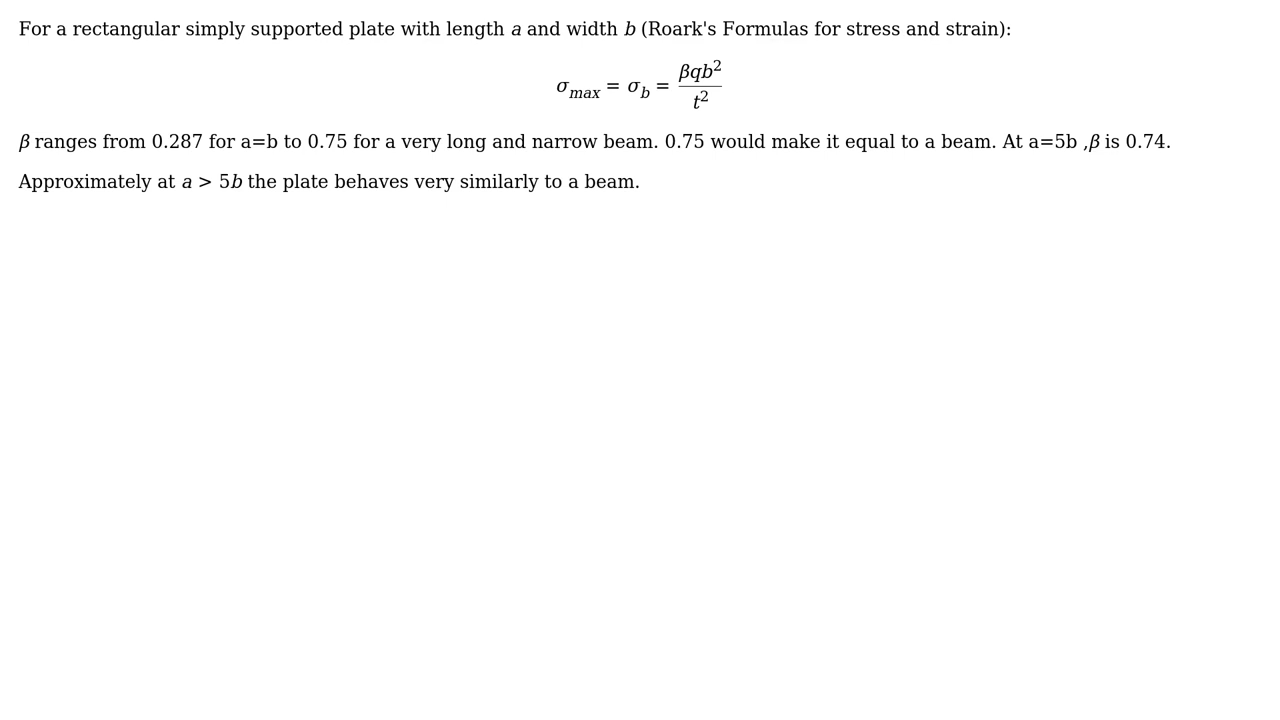 For a rectangular simply supported plate with length a and width b (Roark's Formulas for stress and strain):
σ_max = σ_b = βqb²/t²
β ranges from 0.287 for a=b to 0.75 for a very long and narrow beam. 0.75 would make it equal to a beam. At a=5b ,β is 0.74.
Approximately at a > 5b the plate behaves very similarly to a beam.